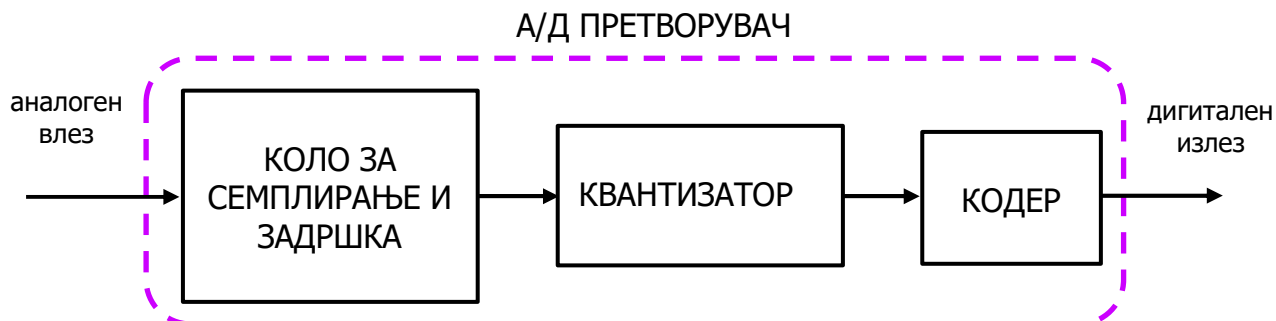 А/Д ПРЕТВОРУВАЧ
аналоген
влез
КОЛО ЗА
СЕМПЛИРАЊЕ И
ЗАДРШКА
КВАНТИЗАТОР
КОДЕР
дигитален
излез